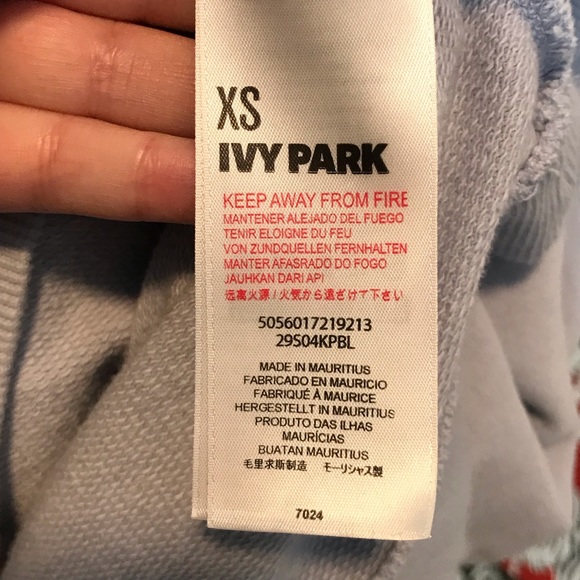 XS
IVY PARK
KEEP AWAY FROM FIRE
MANTENER ALEJADO DEL FUEGO
TENIR ELOIGNE DU FEU
VON ZUNDQUELLEN FERNHALTEN
MANTER AFASRADO DO FOGO
JAUHKAN DARI API
远离火源 / 火気から遠ざけて下さい
5056017219213
29S04KPBL
MADE IN MAURITIUS
FABRICADO EN MAURICIO
FABRIQUÉ À MAURICE
HERGESTELLT IN MAURITIUS
PRODUTO DAS ILHAS
MAURÍCIAS
BUATAN MAURITIUS
毛里求斯制造 モーリシャス製
7024